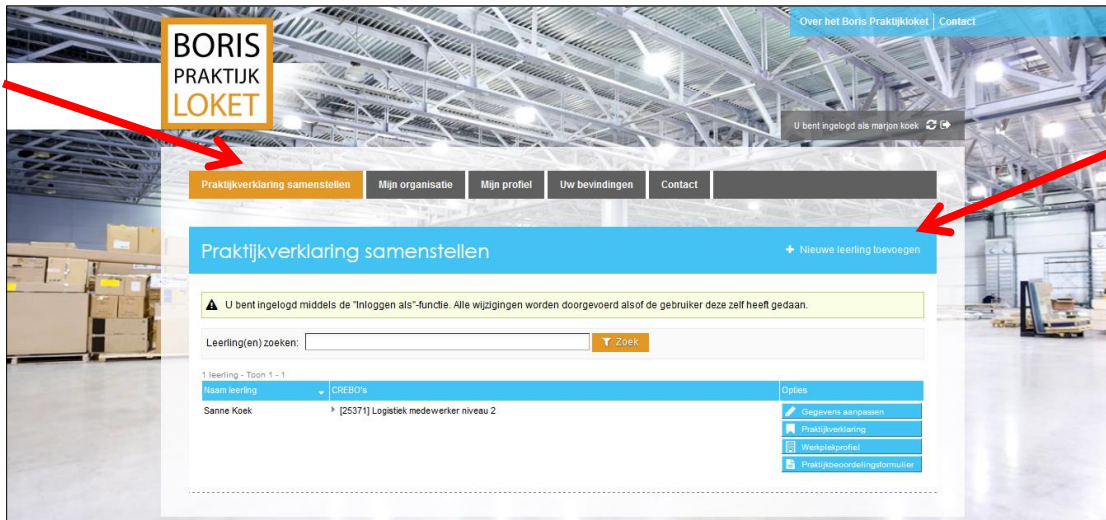 Over het Boris Praktijkloket | Contact
BORIS
PRAKTIJK
LOKET
U bent ingelogd als marjon koek
Praktijkverklaring samenstellen Mijn organisatie Mijn profiel Uw bevindingen Contact
Praktijkverklaring samenstellen + Nieuwe leerling toevoegen
U bent ingelogd middels de "Inloggen als"-functie. Alle wijzigingen worden doorgevoerd alsof de gebruiker deze zelf heeft gedaan.
Leerling(en) zoeken: Zoek
1 leerling - Toon 1 - 1
Naam leerling CREBO's Opties
Sanne Koek [25371] Logistiek medewerker niveau 2 Gegevens aanpassen
Praktijkverklaring
Werkplekprofiel
Praktijkbeoordelingsformulier